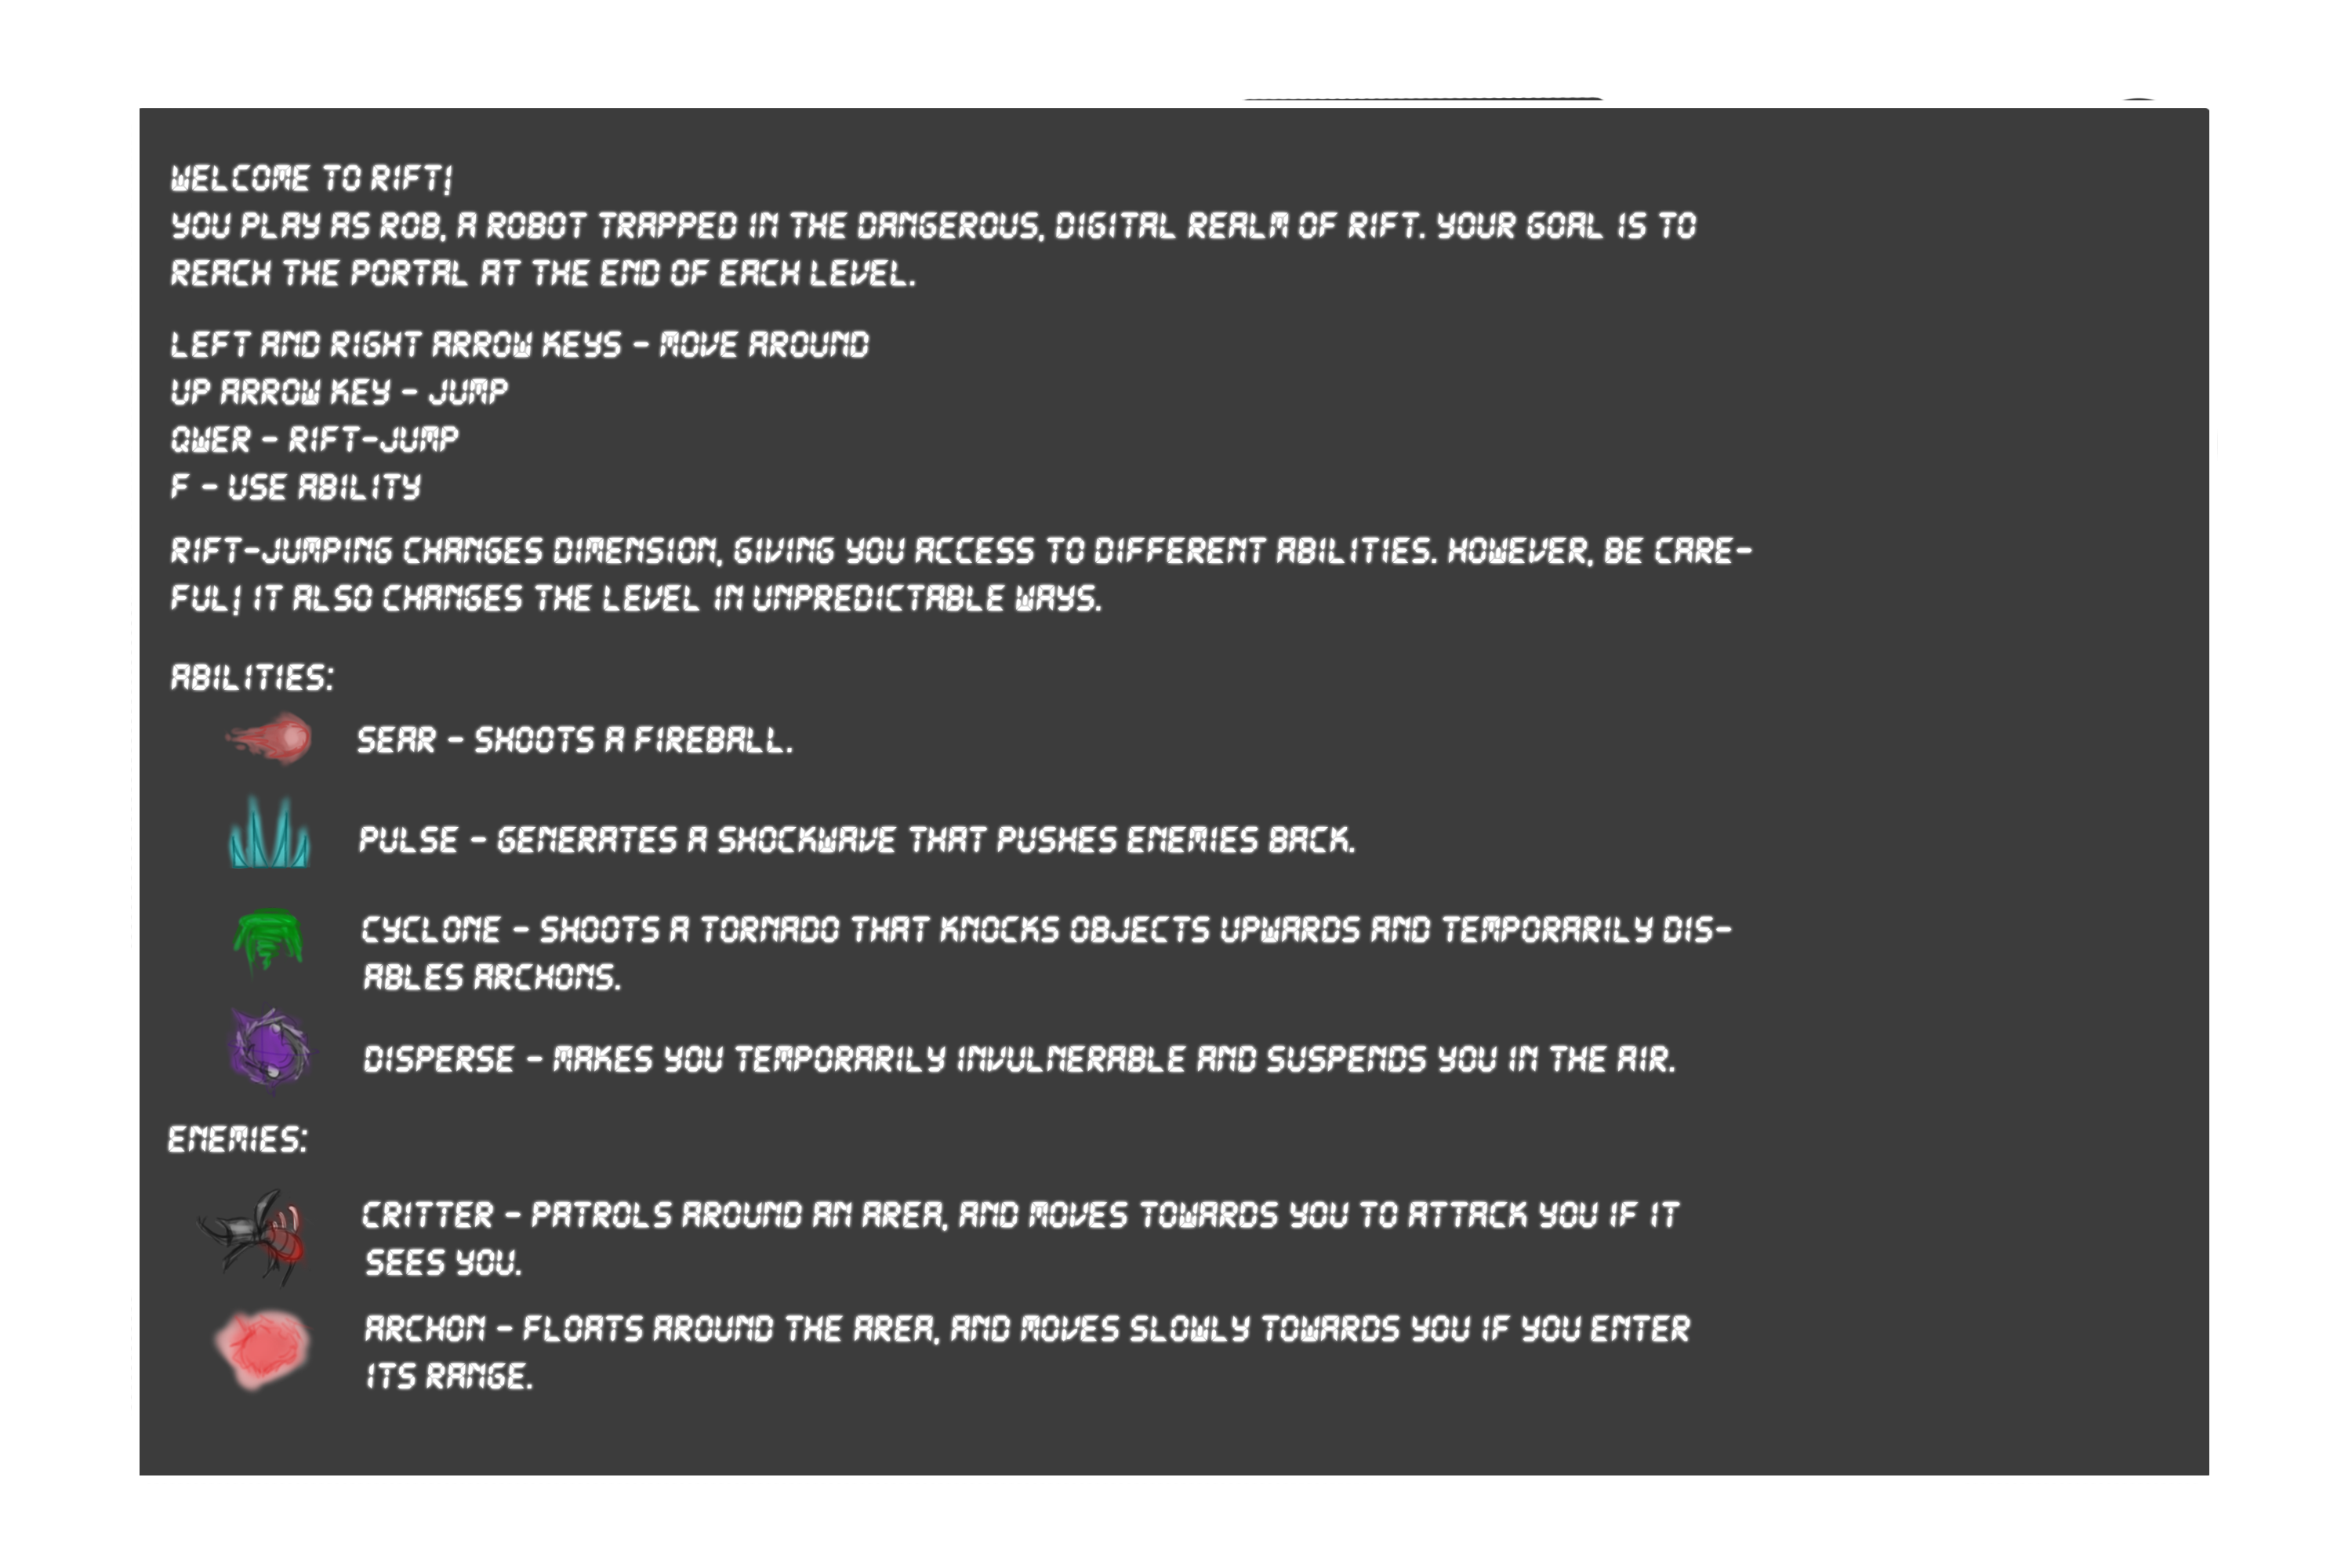 WELCOME TO RIFT!
YOU PLAY AS ROB, A ROBOT TRAPPED IN THE DANGEROUS, DIGITAL REALM OF RIFT. YOUR GOAL IS TO
REACH THE PORTAL AT THE END OF EACH LEVEL.
LEFT AND RIGHT ARROW KEYS - MOVE AROUND
UP ARROW KEY - JUMP
QWER - RIFT-JUMP
F - USE ABILITY
RIFT-JUMPING CHANGES DIMENSION, GIVING YOU ACCESS TO DIFFERENT ABILITIES. HOWEVER, BE CARE-
FUL! IT ALSO CHANGES THE LEVEL IN UNPREDICTABLE WAYS.
ABILITIES:
SEAR - SHOOTS A FIREBALL.
PULSE - GENERATES A SHOCKWAVE THAT PUSHES ENEMIES BACK.
CYCLONE - SHOOTS A TORNADO THAT KNOCKS OBJECTS UPWARDS AND TEMPORARILY DIS-
ABLES ARCHONS.
DISPERSE - MAKES YOU TEMPORARILY INVULNERABLE AND SUSPENDS YOU IN THE AIR.
ENEMIES:
CRITTER - PATROLS AROUND AN AREA, AND MOVES TOWARDS YOU TO ATTACK YOU IF IT
SEES YOU.
ARCHON - FLOATS AROUND THE AREA, AND MOVES SLOWLY TOWARDS YOU IF YOU ENTER
ITS RANGE.